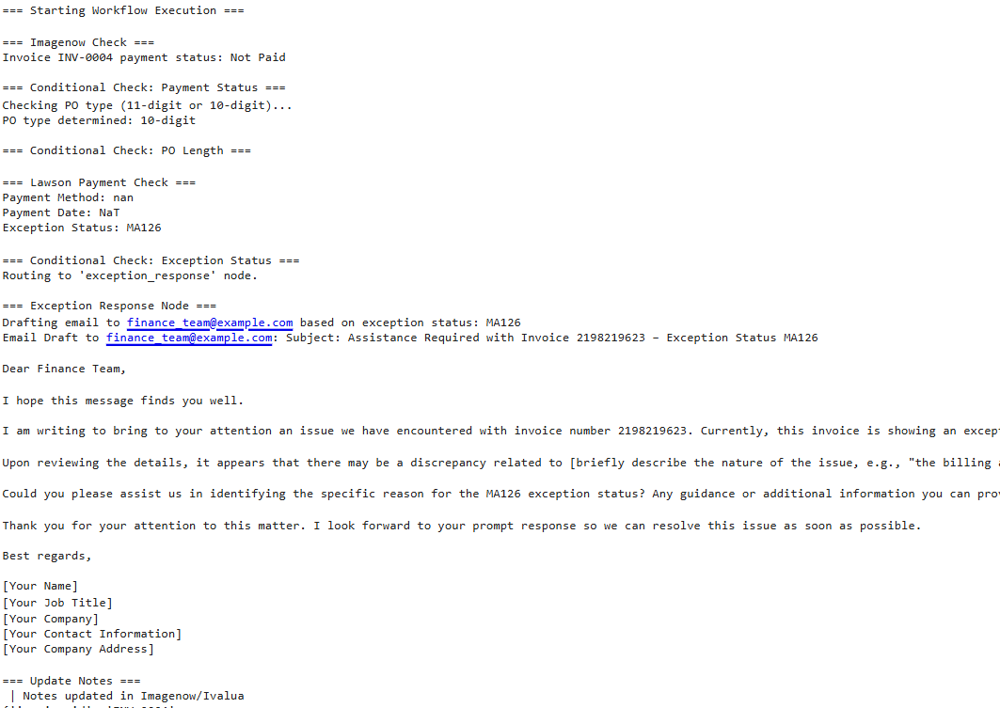 === Starting Workflow Execution ===
=== Imagenow Check ===
Invoice INV-0004 payment status: Not Paid
=== Conditional Check: Payment Status ===
Checking PO type (11-digit or 10-digit)...
PO type determined: 10-digit
=== Conditional Check: PO Length ===
=== Lawson Payment Check ===
Payment Method: nan
Payment Date: NaT
Exception Status: MA126
=== Conditional Check: Exception Status ===
Routing to 'exception_response' node.
=== Exception Response Node ===
Drafting email to finance_team@example.com based on exception status: MA126
Email Draft to finance_team@example.com: Subject: Assistance Required with Invoice 2198219623 – Exception Status MA126
Dear Finance Team,
I hope this message finds you well.
I am writing to bring to your attention an issue we have encountered with invoice number 2198219623. Currently, this invoice is showing an excep
Upon reviewing the details, it appears that there may be a discrepancy related to [briefly describe the nature of the issue, e.g., "the billing
Could you please assist us in identifying the specific reason for the MA126 exception status? Any guidance or additional information you can pro
Thank you for your attention to this matter. I look forward to your prompt response so we can resolve this issue as soon as possible.
Best regards,
[Your Name]
[Your Job Title]
[Your Company]
[Your Contact Information]
[Your Company Address]
=== Update Notes ===
| Notes updated in Imagenow/Ivalua